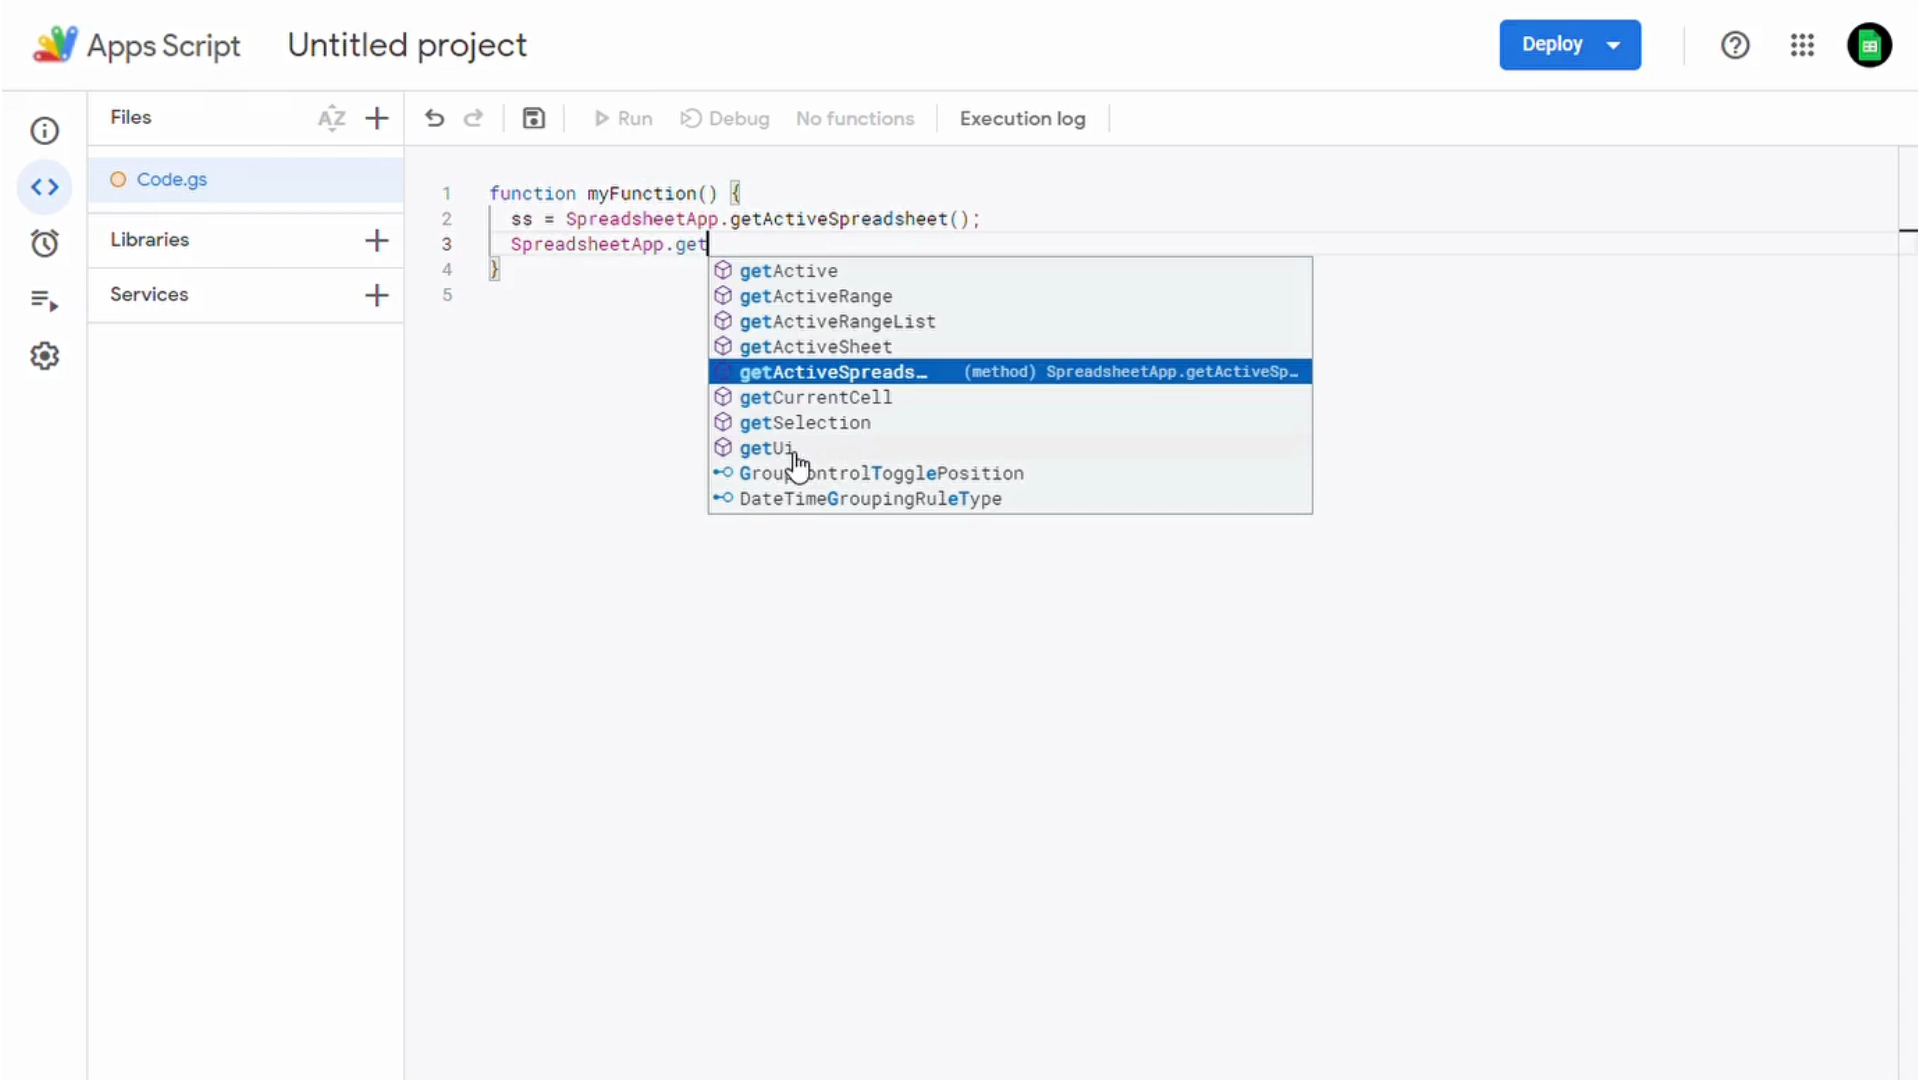 Apps Script
Untitled project
Deploy
Files
AZ
Run
Debug
No functions
Execution log
Code.gs
Libraries
Services
1 function myFunction() {
2 ss = SpreadsheetApp.getActiveSpreadsheet();
3 SpreadsheetApp.get
4 }
5
getActive
getActiveRange
getActiveRangeList
getActiveSheet
getActiveSpreads… (method) SpreadsheetApp.getActiveSp…
getCurrentCell
getSelection
getUi
GroupControlTogglePosition
DateTimeGroupingRuleType